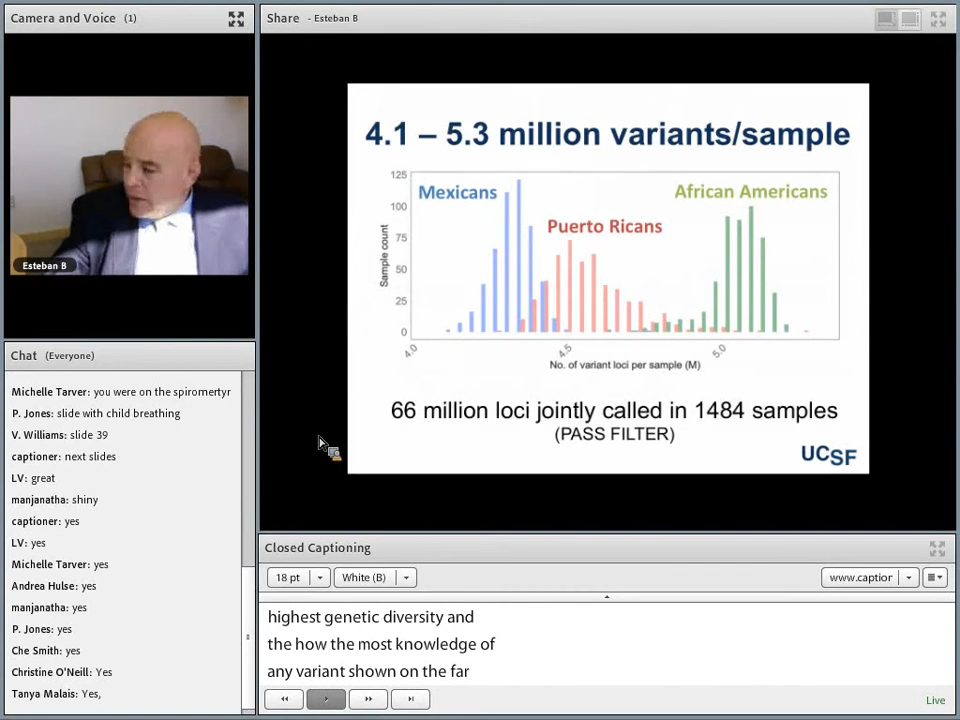 Camera and Voice (1)
Esteban B
Chat (Everyone)
Michelle Tarver: you were on the spiromertyr
P. Jones: slide with child breathing
V. Williams: slide 39
captioner: next slides
LV: great
manjanatha: shiny
captioner: yes
LV: yes
Michelle Tarver: yes
Andrea Hulse: yes
manjanatha: yes
P. Jones: yes
Che Smith: yes
Christine O'Neill: Yes
Tanya Malais: Yes,
Share - Esteban B
4.1 – 5.3 million variants/sample
125
100
75
50
25
0
Sample count
Mexicans
Puerto Ricans
African Americans
4.0
4.5
5.0
No. of variant loci per sample (M)
66 million loci jointly called in 1484 samples
(PASS FILTER)
UCSF
Closed Captioning
18 pt
White (B)
www.caption
highest genetic diversity and
the how the most knowledge of
any variant shown on the far
Live